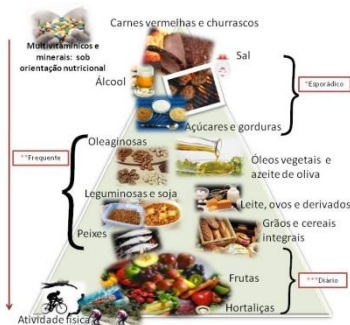 Carnes vermelhas e churrascos
Multivitamínicos e
minerais: sob
orientação nutricional
Sal
Álcool
*Esporádico
Açúcares e gorduras
Oleaginosas
**Frequente
Óleos vegetais e
azeite de oliva
Leguminosas e soja
Leite, ovos e derivados
Grãos e cereais
integrais
Peixes
Frutas
***Diário
Hortaliças
Atividade física